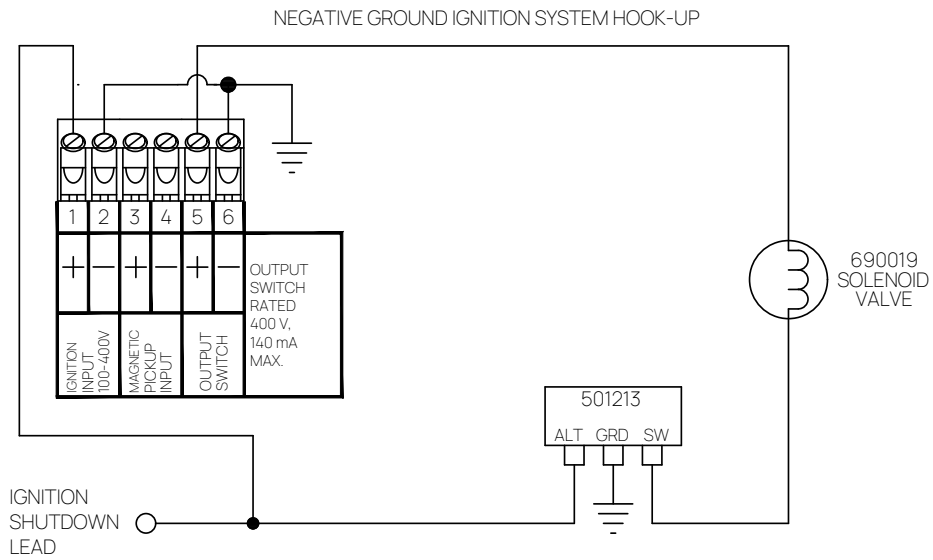 NEGATIVE GROUND IGNITION SYSTEM HOOK-UP
1 2 3 4 5 6
+ − + − + −
IGNITION
INPUT
100-400V
MAGNETIC
PICKUP
INPUT
OUTPUT
SWITCH
OUTPUT
SWITCH
RATED
400 V,
140 mA
MAX.
690019
SOLENOID
VALVE
501213
ALT GRD SW
IGNITION
SHUTDOWN
LEAD